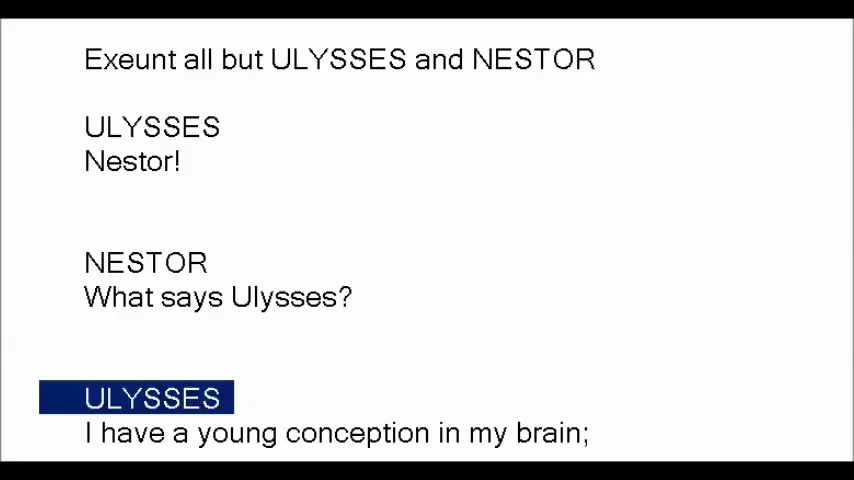 Exeunt all but ULYSSES and NESTOR
ULYSSES
Nestor!
NESTOR
What says Ulysses?
ULYSSES
I have a young conception in my brain;